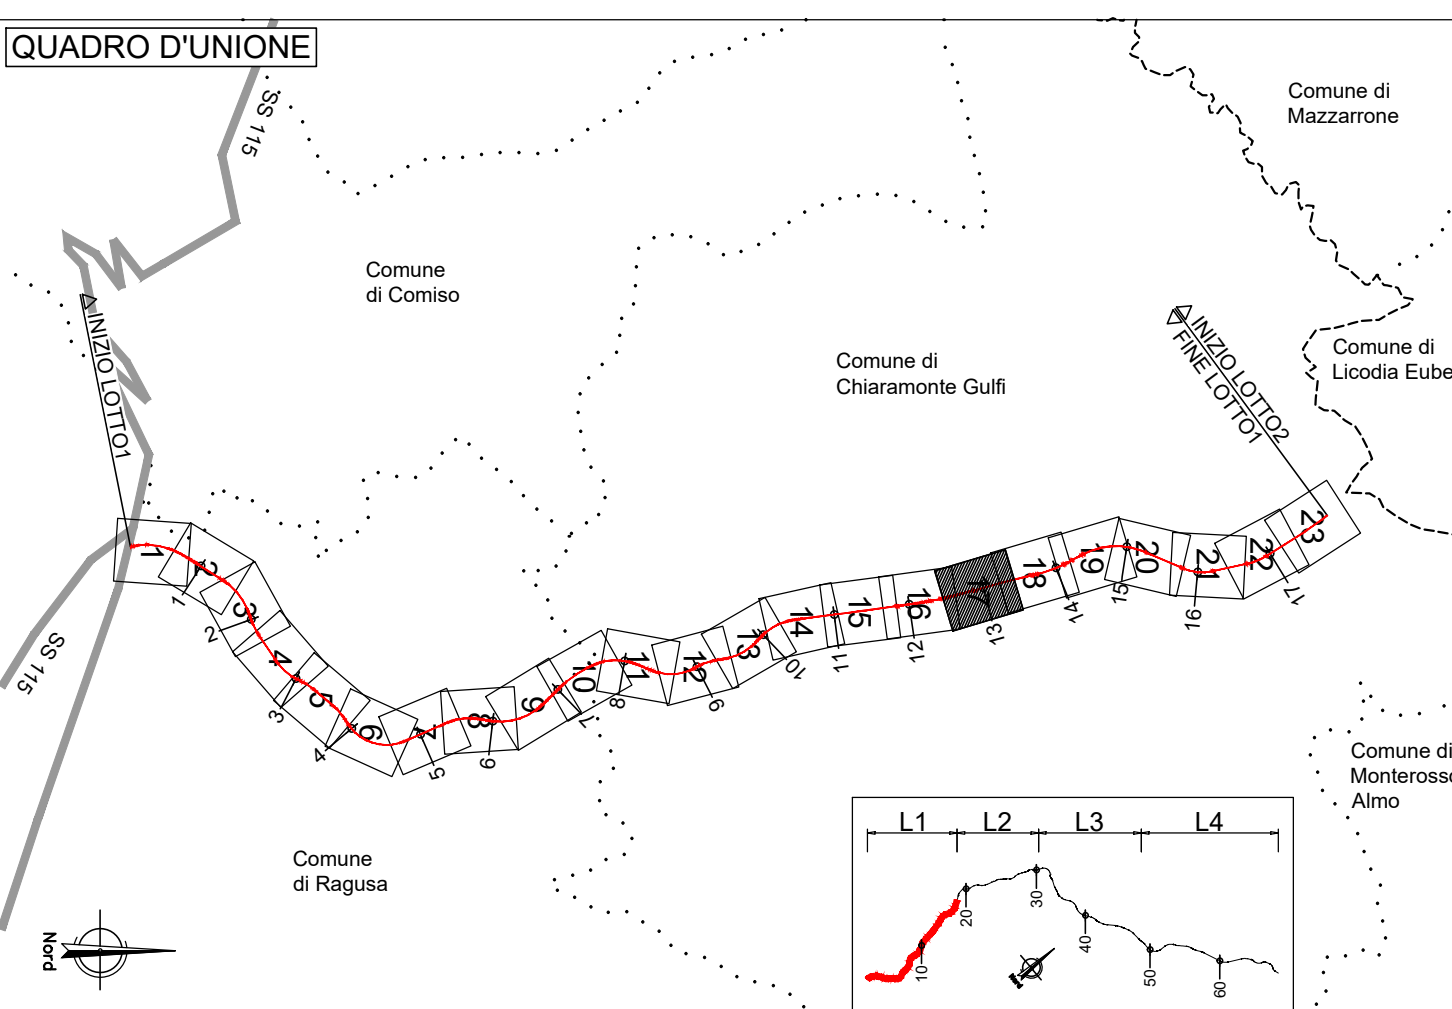 QUADRO D'UNIONE
SS 115
Comune di
Mazzarrone
Comune
di Comiso
INIZIO LOTTO1
Comune di
Chiaramonte Gulfi
INIZIO LOTTO2
FINE LOTTO1
Comune di
Licodia Eube
1
2
3
4
5
6
7
8
9
10
11
12
13
14
15
16
17
18
19
20
21
22
23
1
2
3
4
5
6
7
8
9
10
11
12
13
14
15
16
17
SS 115
Comune di
Monterosso
Almo
Comune
di Ragusa
Nord
L1 L2 L3 L4
10
20
30
40
50
60
Nord